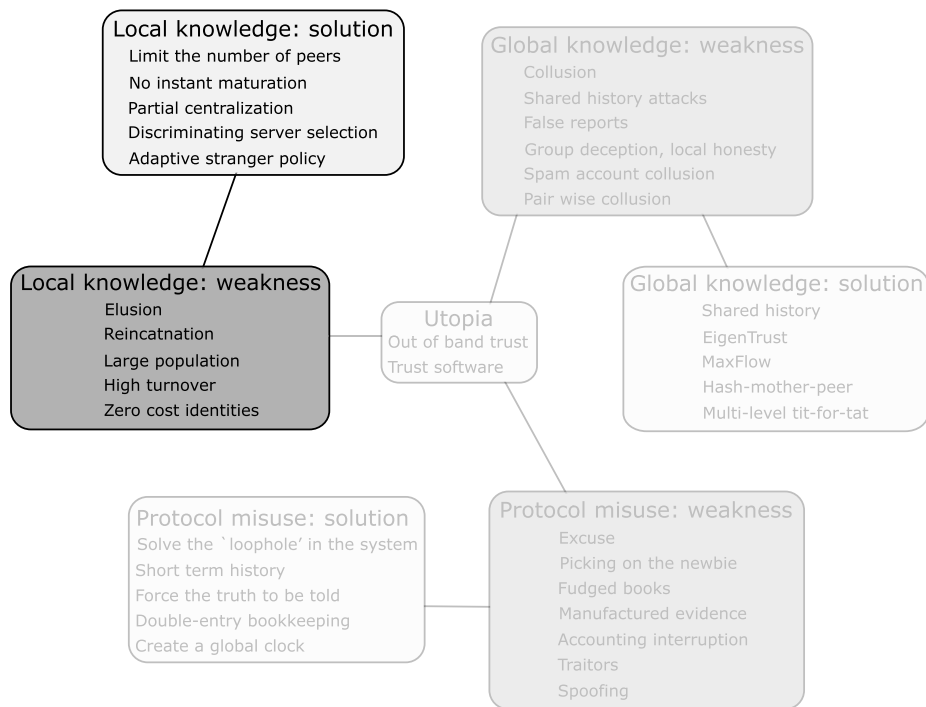 Local knowledge: solution
Limit the number of peers
No instant maturation
Partial centralization
Discriminating server selection
Adaptive stranger policy
Global knowledge: weakness
Collusion
Shared history attacks
False reports
Group deception, local honesty
Spam account collusion
Pair wise collusion
Local knowledge: weakness
Elusion
Reincatnation
Large population
High turnover
Zero cost identities
Utopia
Out of band trust
Trust software
Global knowledge: solution
Shared history
EigenTrust
MaxFlow
Hash-mother-peer
Multi-level tit-for-tat
Protocol misuse: solution
Solve the `loophole’ in the system
Short term history
Force the truth to be told
Double-entry bookkeeping
Create a global clock
Protocol misuse: weakness
Excuse
Picking on the newbie
Fudged books
Manufactured evidence
Accounting interruption
Traitors
Spoofing